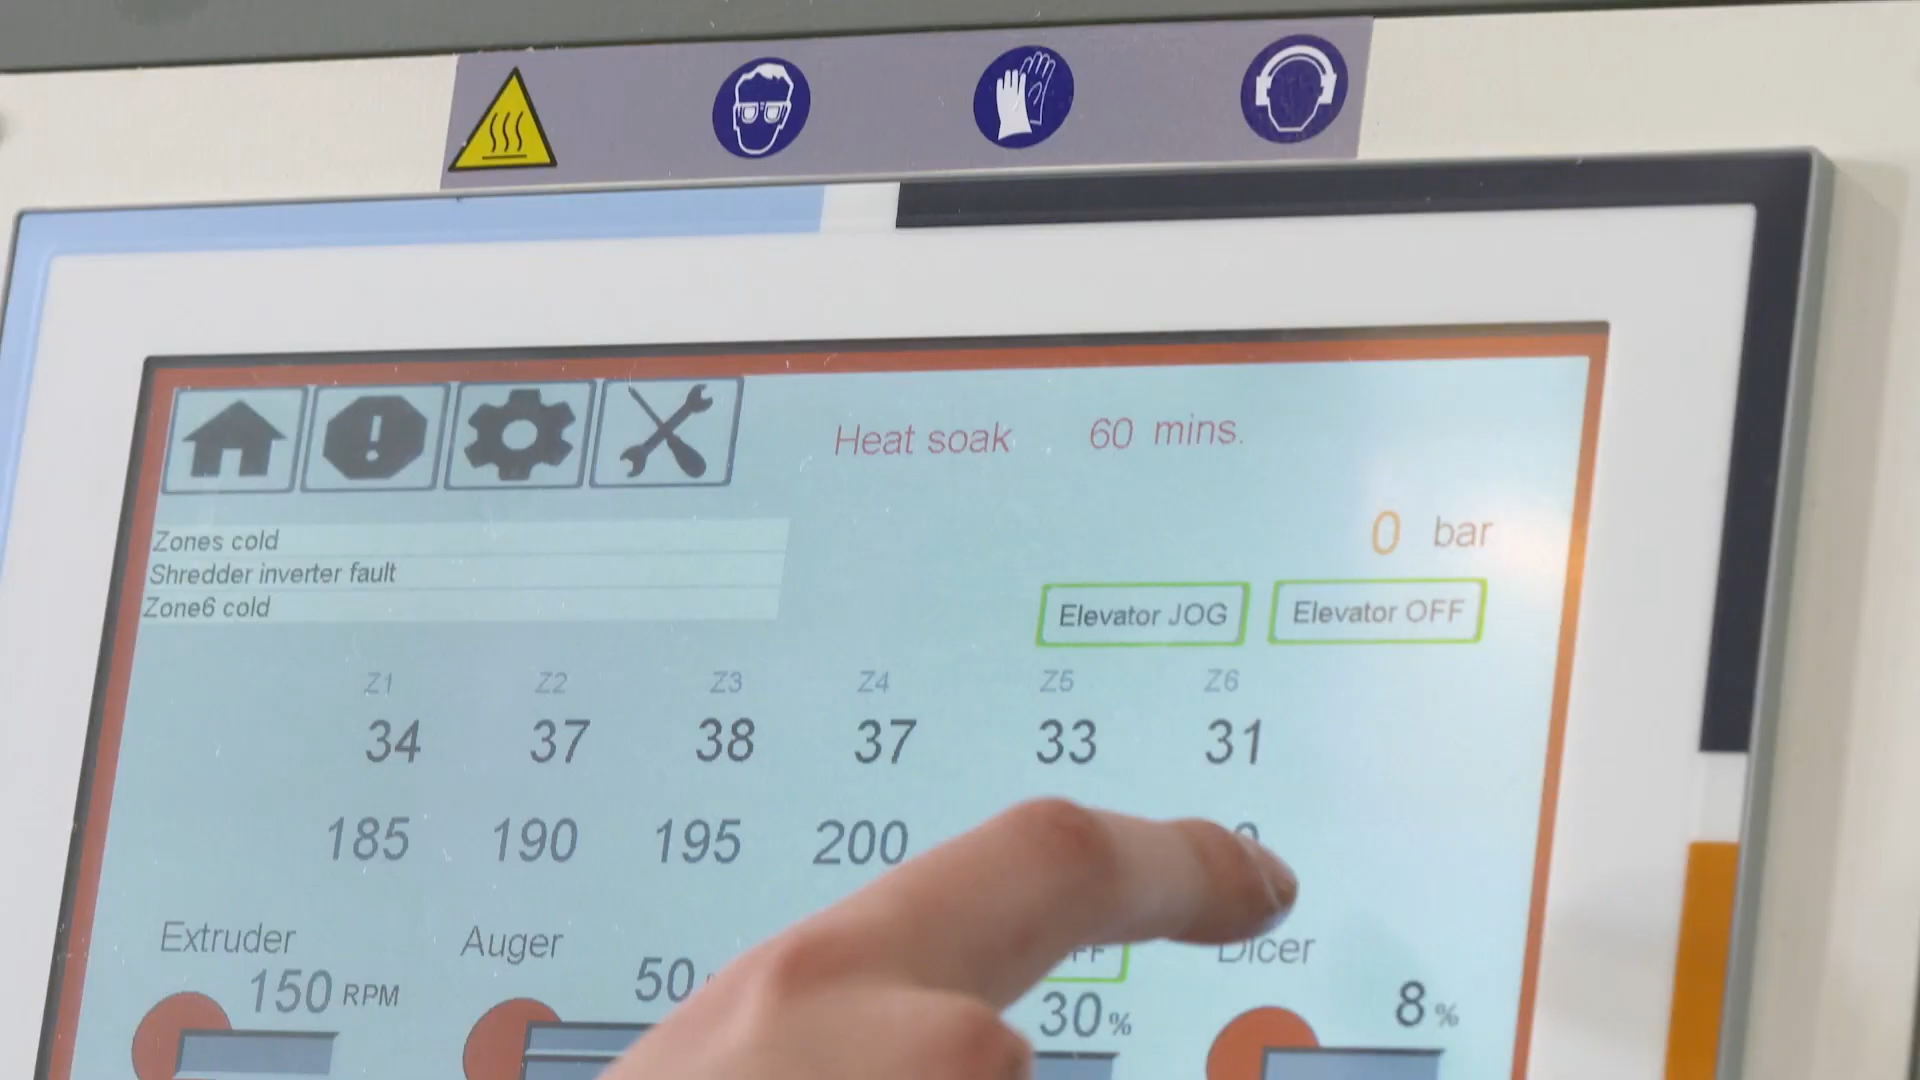 Heat soak 60 mins.
0 bar
Zones cold
Shredder inverter fault
Zone6 cold
Elevator JOG Elevator OFF
Z1 Z2 Z3 Z4 Z5 Z6
34 37 38 37 33 31
185 190 195 200
Extruder Auger Dicer
150 RPM 50 30 % 8 %